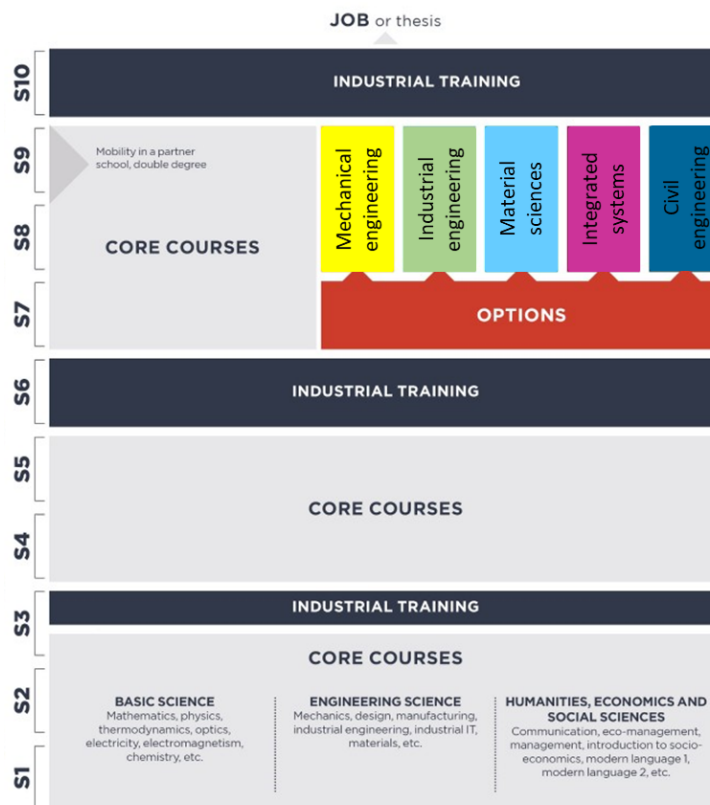 JOB or thesis
S10
INDUSTRIAL TRAINING
S9
Mobility in a partner
school, double degree
Mechanical
engineering
Industrial
engineering
Material
sciences
Integrated
systems
Civil
engineering
S8
CORE COURSES
S7
OPTIONS
S6
INDUSTRIAL TRAINING
S5
CORE COURSES
S4
S3
INDUSTRIAL TRAINING
CORE COURSES
S2
BASIC SCIENCE
Mathematics, physics,
thermodynamics, optics,
electricity, electromagnetism,
chemistry, etc.
ENGINEERING SCIENCE
Mechanics, design, manufacturing,
industrial engineering, industrial IT,
materials, etc.
HUMANITIES, ECONOMICS AND
SOCIAL SCIENCES
Communication, eco-management,
management, introduction to socio-
economics, modern language 1,
modern language 2, etc.
S1